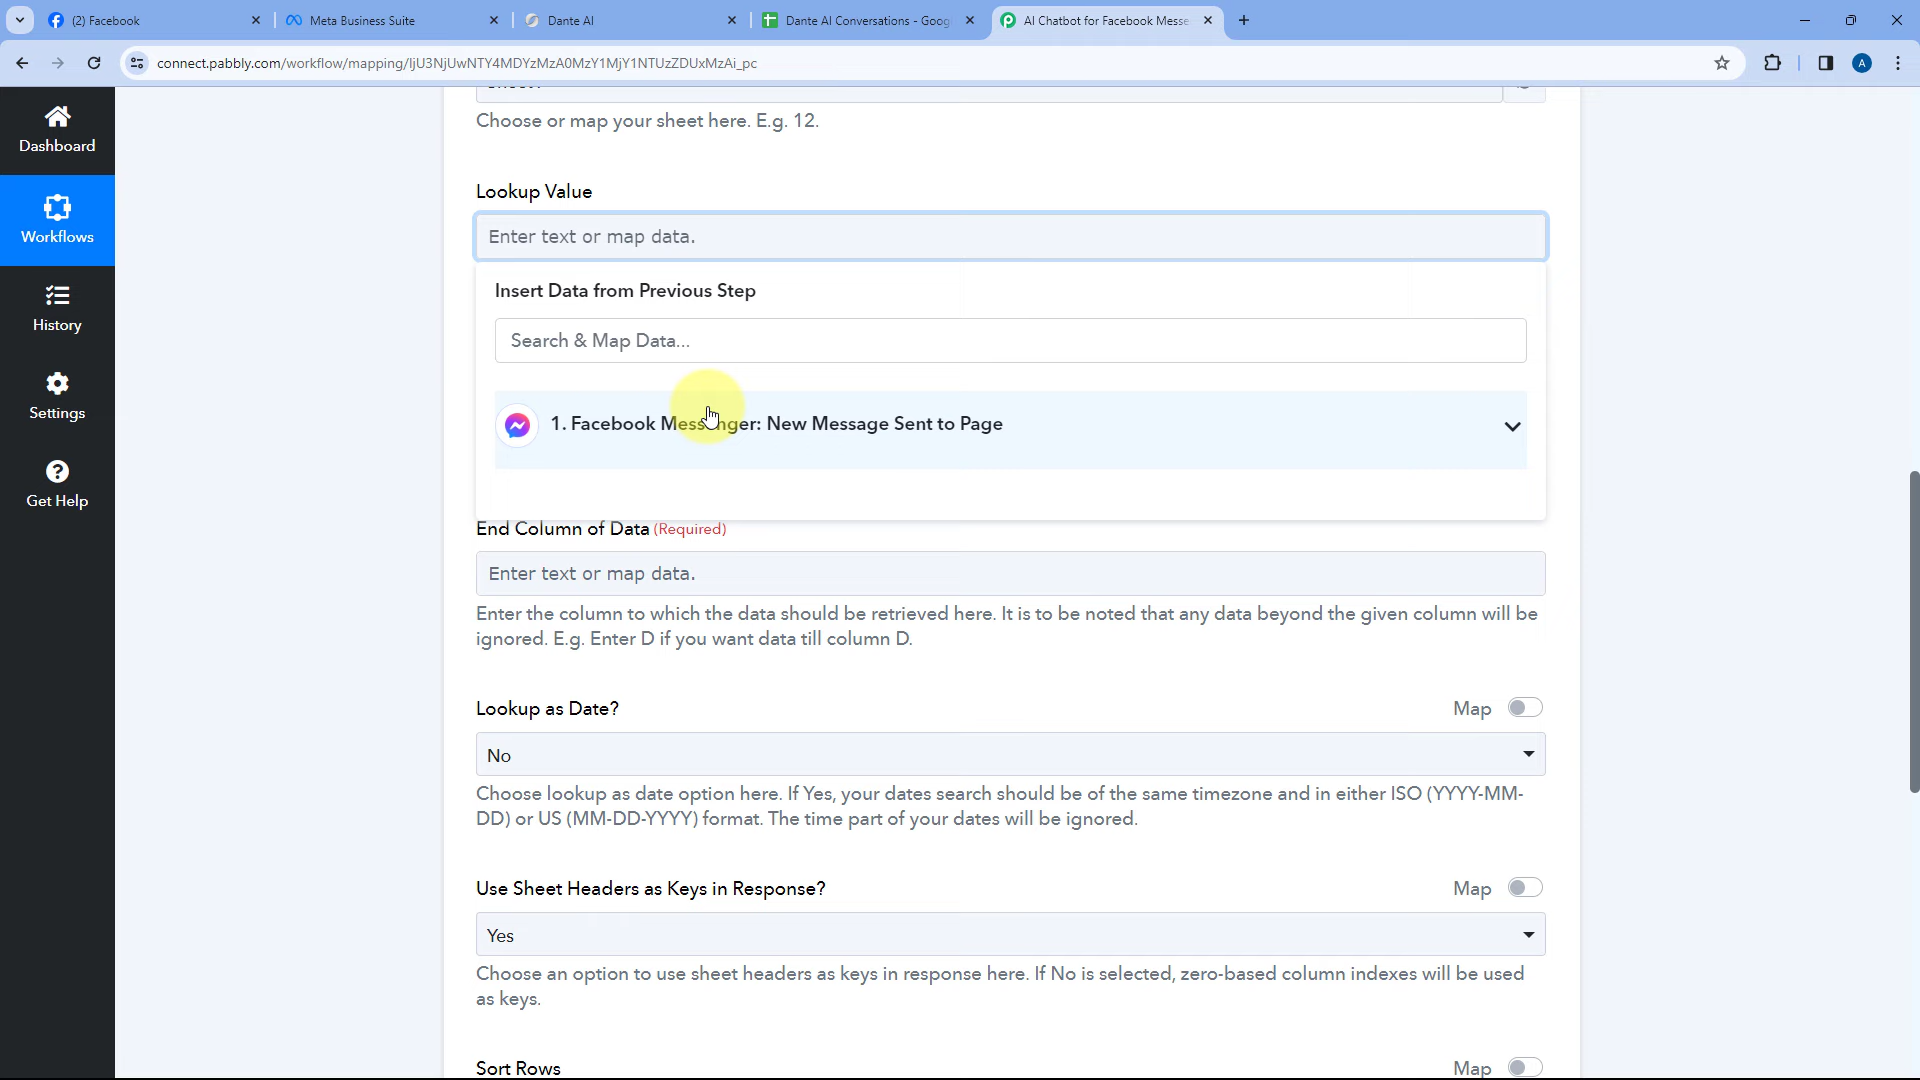 (2) Facebook
Meta Business Suite
Dante AI
Dante AI Conversations - Goog
AI Chatbot for Facebook Messe
connect.pabbly.com/workflow/mapping/IjU3NjUwNTY4MDYzMzA0MzY1MjY1NTUzZDUxMzAi_pc
A
Dashboard
Workflows
History
Settings
Get Help
Choose or map your sheet here. E.g. 12.
Lookup Value
Enter text or map data.
Insert Data from Previous Step
Search & Map Data...
1. Facebook Messenger: New Message Sent to Page
End Column of Data (Required)
Enter text or map data.
Enter the column to which the data should be retrieved here. It is to be noted that any data beyond the given column will be
ignored. E.g. Enter D if you want data till column D.
Lookup as Date?
Map
No
Choose lookup as date option here. If Yes, your dates search should be of the same timezone and in either ISO (YYYY-MM-
DD) or US (MM-DD-YYYY) format. The time part of your dates will be ignored.
Use Sheet Headers as Keys in Response?
Map
Yes
Choose an option to use sheet headers as keys in response here. If No is selected, zero-based column indexes will be used
as keys.
Sort Rows
Map